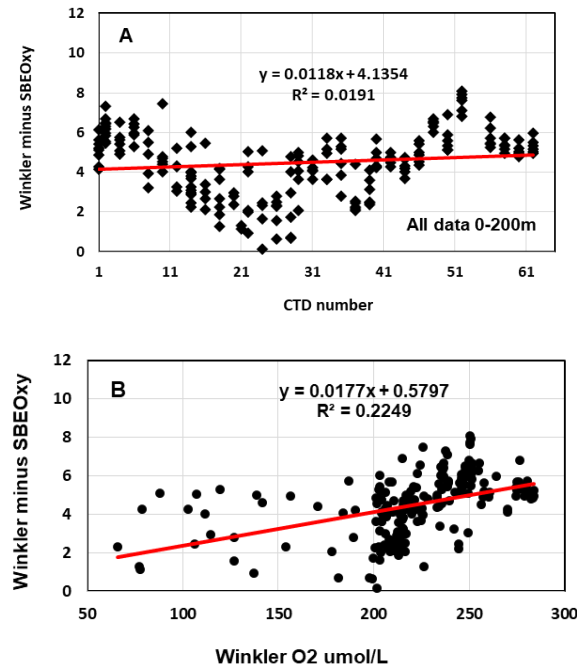 12
A
10
y = 0.0118x + 4.1354
R² = 0.0191
8
6
4
2
All data 0-200m
0
1 11 21 31 41 51 61
Winkler minus SBEOxy
CTD number
12
B
y = 0.0177x + 0.5797
R² = 0.2249
10
8
6
4
2
0
50 100 150 200 250 300
Winkler minus SBEOxy
Winkler O2 umol/L